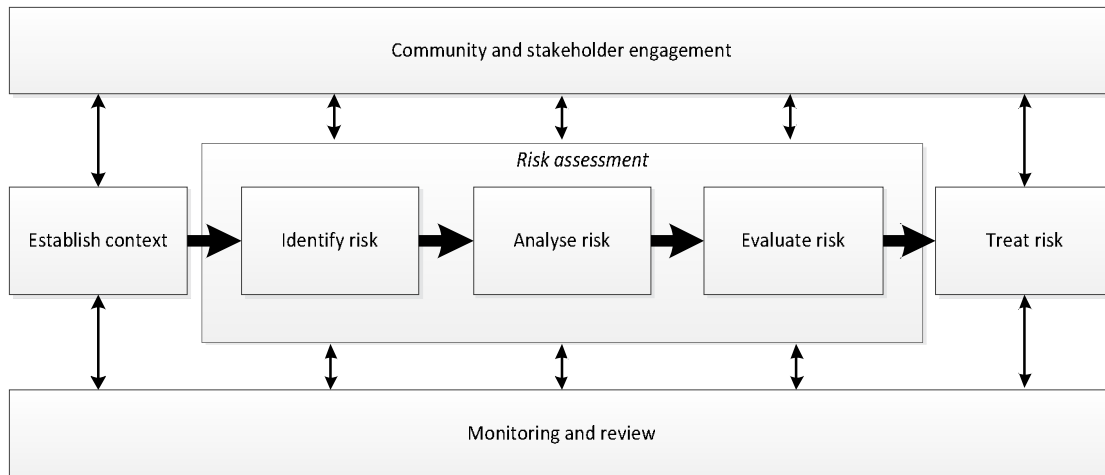 Community and stakeholder engagement
Risk assessment
Establish context
Identify risk
Analyse risk
Evaluate risk
Treat risk
Monitoring and review